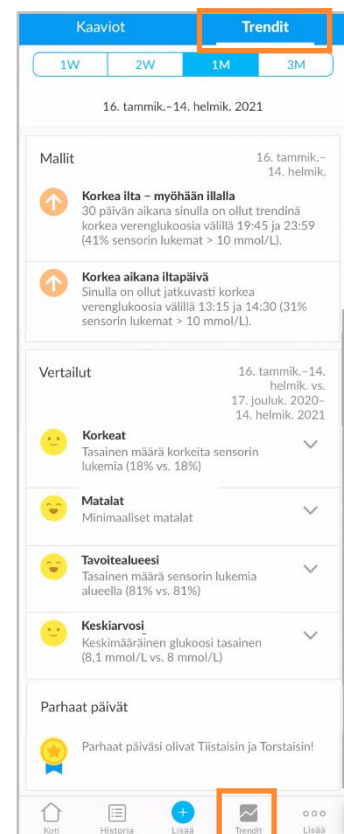 Kaaviot
Trendit
1W
2W
1M
3M
16. tammik.–14. helmik. 2021
Mallit
16. tammik.–
14. helmik.
Korkea ilta – myöhään illalla
30 päivän aikana sinulla on ollut trendinä
korkea verenglukoosia välillä 19:45 ja 23:59
(41% sensorin lukemat > 10 mmol/L).
Korkea aikana iltapäivä
Sinulla on ollut jatkuvasti korkea
verenglukoosia välillä 13:15 ja 14:30 (31%
sensorin lukemat > 10 mmol/L).
Vertailut
16. tammik.–14.
helmik. vs.
17. jouluk. 2020–
14. helmik. 2021
Korkeat
Tasainen määrä korkeita sensorin
lukemia (18% vs. 18%)
Matalat
Minimaaliset matalat
Tavoitealueesi
Tasainen määrä sensorin lukemia
alueella (81% vs. 81%)
Keskiarvosi
Keskimääräinen glukoosi tasainen
(8,1 mmol/L vs. 8 mmol/L)
Parhaat päivät
Parhaat päiväsi olivat Tiistaisin ja Torstaisin!
Koti
Historia
Lisää
Trendit
Lisää